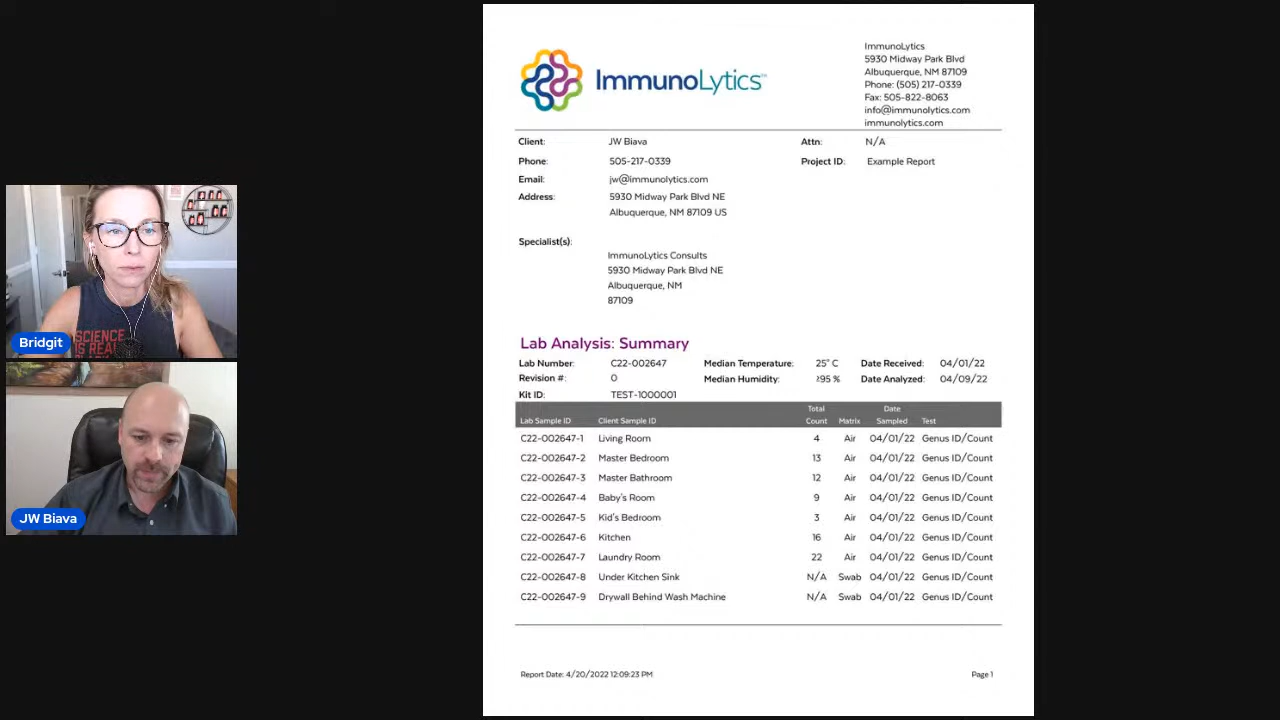 ImmunoLytics™
ImmunoLytics
5930 Midway Park Blvd
Albuquerque, NM 87109
Phone: (505) 217-0339
Fax: 505-822-8063
info@immunolytics.com
immunolytics.com
Client: JW Biava Attn: N/A
Phone: 505-217-0339 Project ID: Example Report
Email: jw@immunolytics.com
Address: 5930 Midway Park Blvd NE
Albuquerque, NM 87109 US
Specialist(s):
ImmunoLytics Consults
5930 Midway Park Blvd NE
Albuquerque, NM
87109
Lab Analysis: Summary
Lab Number: C22-002647 Median Temperature: 25° C Date Received: 04/01/22
Revision #: 0 Median Humidity: ≥95 % Date Analyzed: 04/09/22
Kit ID: TEST-1000001
Total Date
Lab Sample ID Client Sample ID Count Matrix Sampled Test
C22-002647-1 Living Room 4 Air 04/01/22 Genus ID/Count
C22-002647-2 Master Bedroom 13 Air 04/01/22 Genus ID/Count
C22-002647-3 Master Bathroom 12 Air 04/01/22 Genus ID/Count
C22-002647-4 Baby's Room 9 Air 04/01/22 Genus ID/Count
C22-002647-5 Kid's Bedroom 3 Air 04/01/22 Genus ID/Count
C22-002647-6 Kitchen 16 Air 04/01/22 Genus ID/Count
C22-002647-7 Laundry Room 22 Air 04/01/22 Genus ID/Count
C22-002647-8 Under Kitchen Sink N/A Swab 04/01/22 Genus ID/Count
C22-002647-9 Drywall Behind Wash Machine N/A Swab 04/01/22 Genus ID/Count
Report Date: 4/20/2022 12:09:23 PM Page 1
SCIENCE
IS REAL
Bridgit
JW Biava